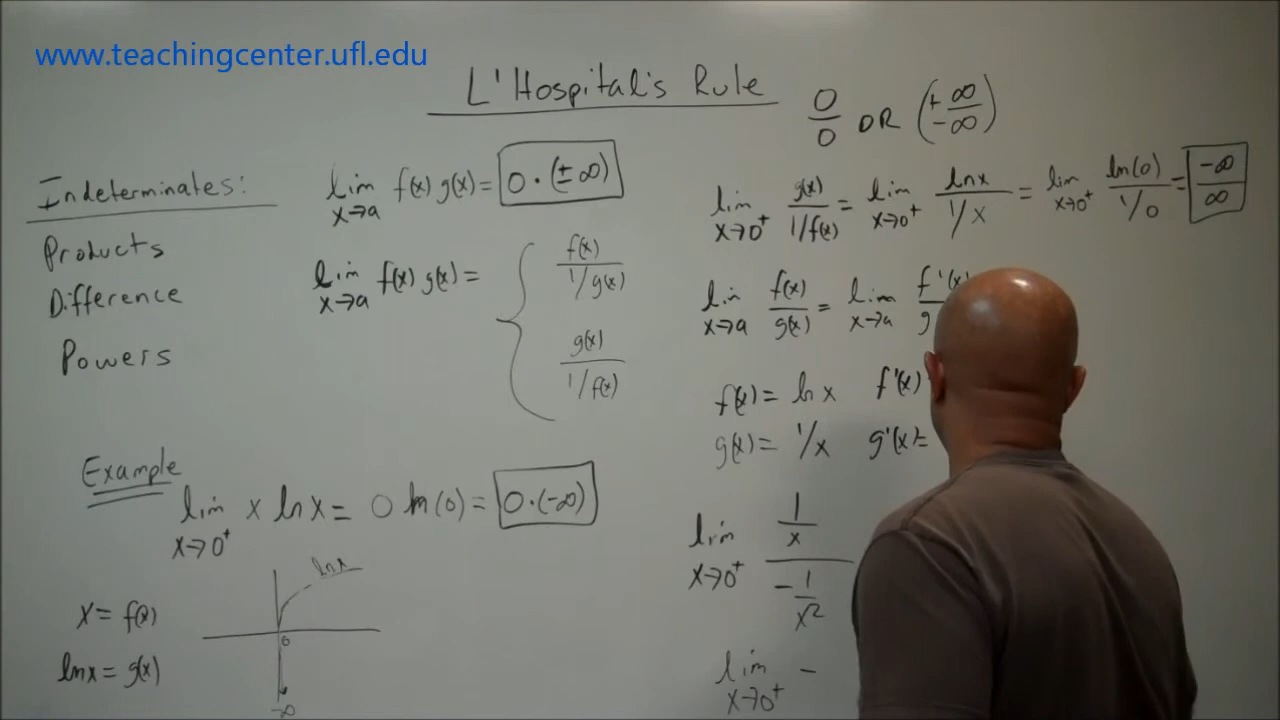 www.teachingcenter.ufl.edu
L'Hospital's Rule
0/0 OR (±∞/-∞)
Indeterminates:
Products
Difference
Powers
lim x→a f(x) g(x) = 0·(±∞)
lim x→a f(x) g(x) = { f(x) / 1/g(x)
g(x) / 1/f(x)
Example
lim x→0⁺ x ln x = 0 ln(0) = 0·(-∞)
x = f(x)
ln x = g(x)
ln x
0
-∞
lim x→0⁺ g(x) / 1/f(x) = lim x→0⁺ ln x / 1/x = lim x→0⁺ ln(0) / 1/0 = -∞/∞
lim x→a f(x)/g(x) = lim x→a f'(x) / g
f(x) = ln x f'(x)
g(x) = 1/x g'(x) =
lim x→0⁺ 1/x / -1/x²
lim x→0⁺ -